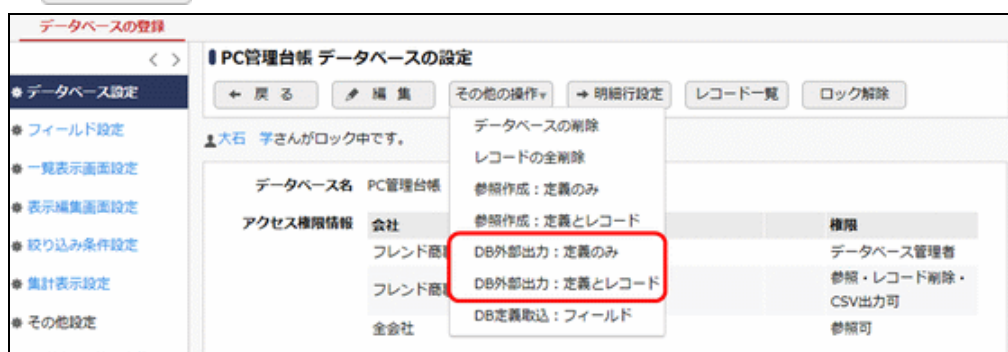 データベースの登録
< >
データベース設定
フィールド設定
一覧表示画面設定
表示編集画面設定
絞り込み条件設定
集計表示設定
その他設定
PC管理台帳 データベースの設定
← 戻 る 編 集 その他の操作▾ → 明細行設定 レコード一覧 ロック解除
大石 学さんがロック中です。
データベースの削除
レコードの全削除
参照作成：定義のみ
参照作成：定義とレコード
DB外部出力：定義のみ
DB外部出力：定義とレコード
DB定義取込：フィールド
データベース名 PC管理台帳
アクセス権限情報 会社 権限
フレンド商 データベース管理者
フレンド商 参照・レコード削除・
CSV出力可
全会社 参照可